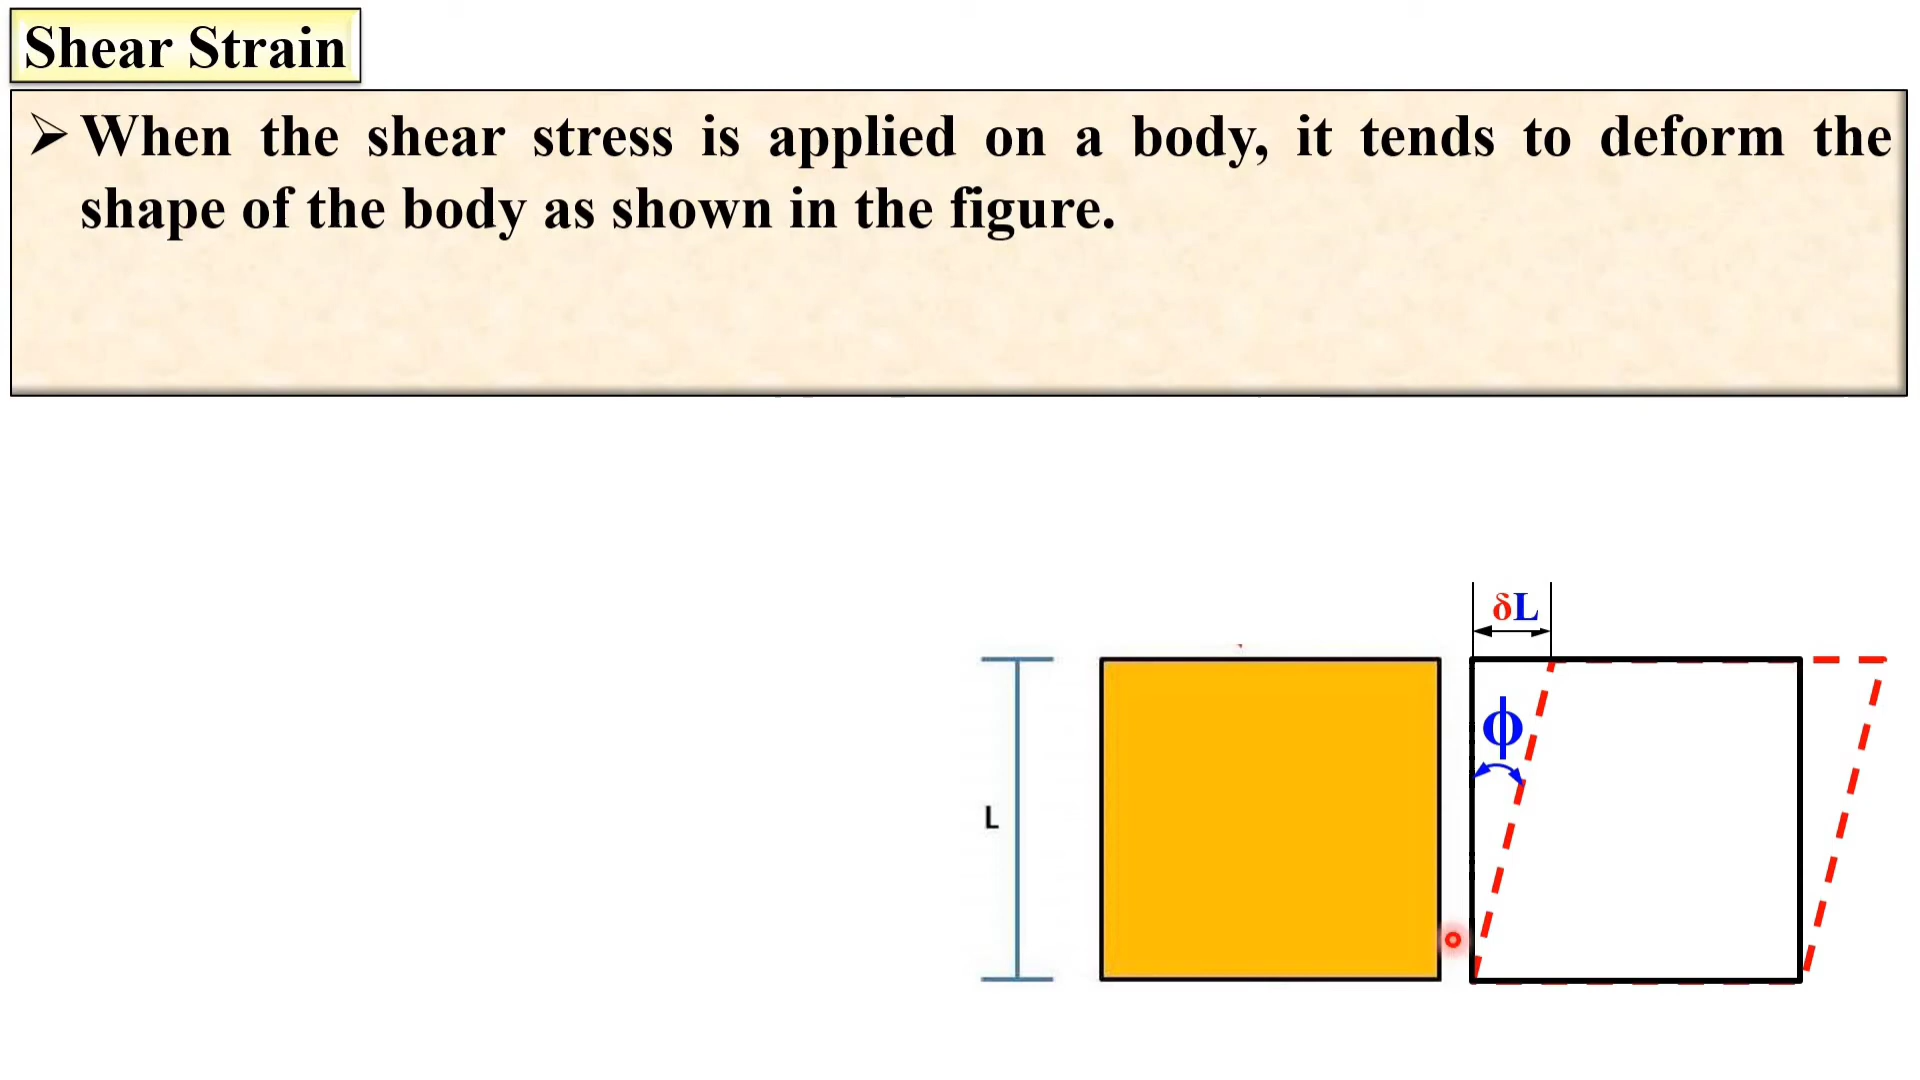 Shear Strain
➢ When the shear stress is applied on a body, it tends to deform the
shape of the body as shown in the figure.
δL
ϕ
L